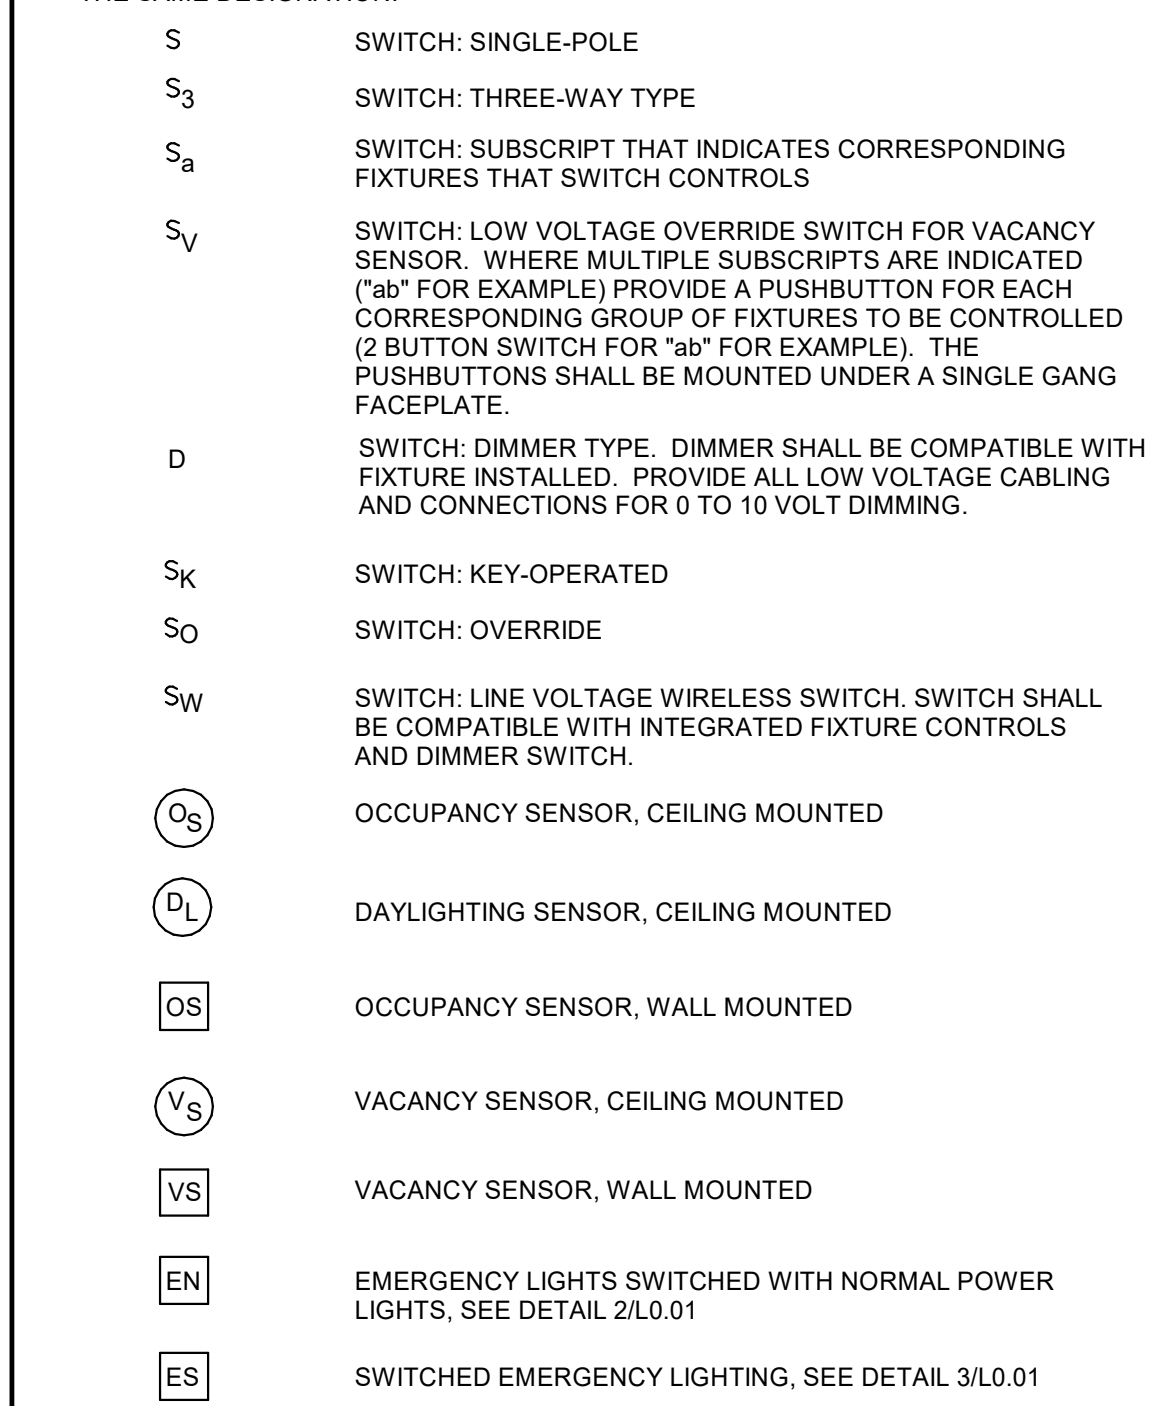 THE SAME DESIGNATION.
S SWITCH: SINGLE-POLE
S3 SWITCH: THREE-WAY TYPE
Sa SWITCH: SUBSCRIPT THAT INDICATES CORRESPONDING
FIXTURES THAT SWITCH CONTROLS
SV SWITCH: LOW VOLTAGE OVERRIDE SWITCH FOR VACANCY
SENSOR. WHERE MULTIPLE SUBSCRIPTS ARE INDICATED
("ab" FOR EXAMPLE) PROVIDE A PUSHBUTTON FOR EACH
CORRESPONDING GROUP OF FIXTURES TO BE CONTROLLED
(2 BUTTON SWITCH FOR "ab" FOR EXAMPLE). THE
PUSHBUTTONS SHALL BE MOUNTED UNDER A SINGLE GANG
FACEPLATE.
D SWITCH: DIMMER TYPE. DIMMER SHALL BE COMPATIBLE WITH
FIXTURE INSTALLED. PROVIDE ALL LOW VOLTAGE CABLING
AND CONNECTIONS FOR 0 TO 10 VOLT DIMMING.
SK SWITCH: KEY-OPERATED
SO SWITCH: OVERRIDE
SW SWITCH: LINE VOLTAGE WIRELESS SWITCH. SWITCH SHALL
BE COMPATIBLE WITH INTEGRATED FIXTURE CONTROLS
AND DIMMER SWITCH.
OS OCCUPANCY SENSOR, CEILING MOUNTED
DL DAYLIGHTING SENSOR, CEILING MOUNTED
OS OCCUPANCY SENSOR, WALL MOUNTED
VS VACANCY SENSOR, CEILING MOUNTED
VS VACANCY SENSOR, WALL MOUNTED
EN EMERGENCY LIGHTS SWITCHED WITH NORMAL POWER
LIGHTS, SEE DETAIL 2/L0.01
ES SWITCHED EMERGENCY LIGHTING, SEE DETAIL 3/L0.01